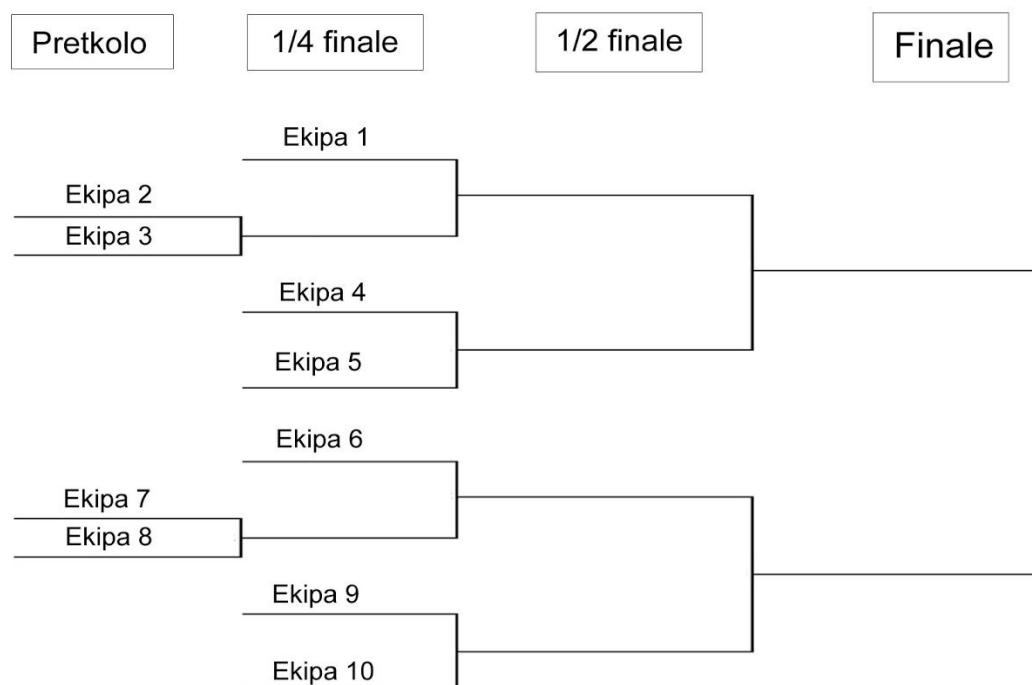 Pretkolo
1/4 finale
1/2 finale
Finale
Ekipa 1
Ekipa 2
Ekipa 3
Ekipa 4
Ekipa 5
Ekipa 6
Ekipa 7
Ekipa 8
Ekipa 9
Ekipa 10